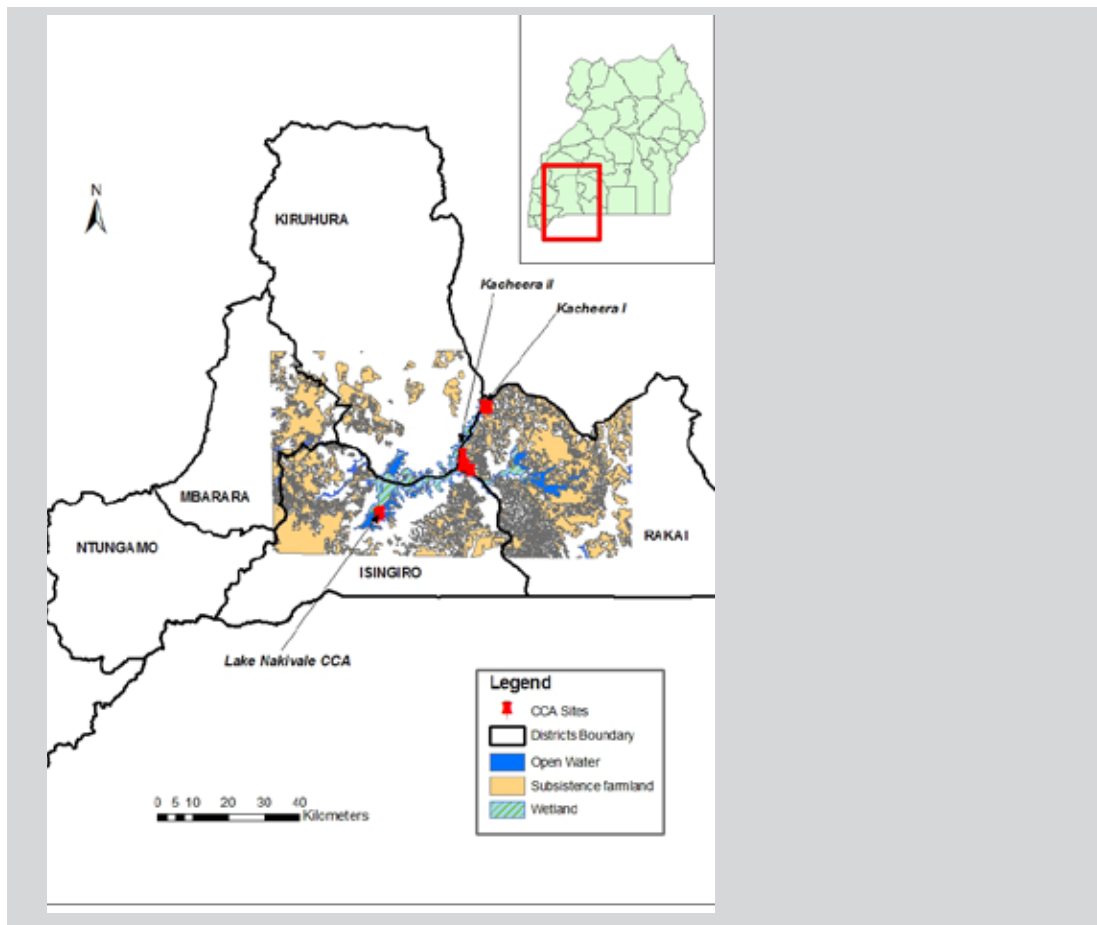 N
KIRUHURA
Kacheera II
Kacheera I
MBARARA
NTUNGAMO
RAKAI
ISINGIRO
Lake Nakivale CCA
Legend
CCA Sites
Districts Boundary
Open Water
Subsistence farmland
Wetland
0 5 10 20 30 40
Kilometers